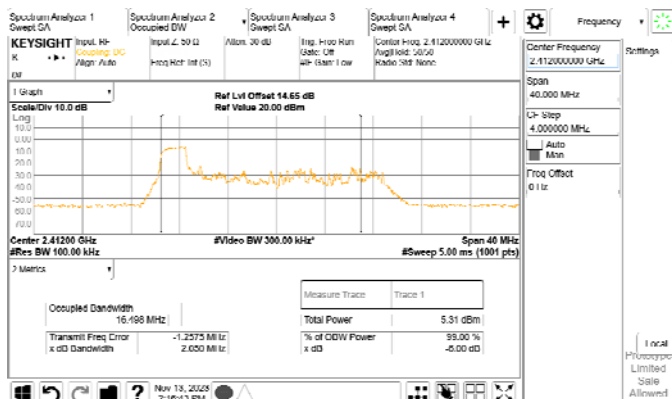 Spectrum Analyzer 1
Swept SA
Spectrum Analyzer 2
Occupied BW
Spectrum Analyzer 3
Swept SA
Spectrum Analyzer 4
Swept SA
+
Frequency
KEYSIGHT
Input: RF
Coupling: DC
Align: Auto
Input Z: 50 Ω
Freq Ref: Int (S)
Atten: 30 dB
Trig: Free Run
Gate: Off
#IF Gain: Low
Center Freq: 2.412000000 GHz
Avg|Hold: 50/50
Radio Std: None
Center Frequency
2.412000000 GHz
Settings
Span
40.000 MHz
CF Step
4.000000 MHz
Auto
Man
Freq Offset
0 Hz
1 Graph
Scale/Div 10.0 dB
Ref Lvl Offset 14.65 dB
Ref Value 20.00 dBm
Log
10.0
0.00
10.0
20.0
30.0
40.0
-50.0
60.0
70.0
Center 2.41200 GHz
#Res BW 100.00 kHz
#Video BW 300.00 kHz*
Span 40 MHz
#Sweep 5.00 ms (1001 pts)
2 Metrics
Measure Trace
Trace 1
Occupied Bandwidth
16.498 MHz
Total Power
5.31 dBm
Transmit Freq Error
-1.2575 MHz
% of OBW Power
99.00 %
x dB Bandwidth
2.050 MHz
x dB
-6.00 dB
Local
Prototype
Limited
Sale
Allowed
?
Nov 13, 2023